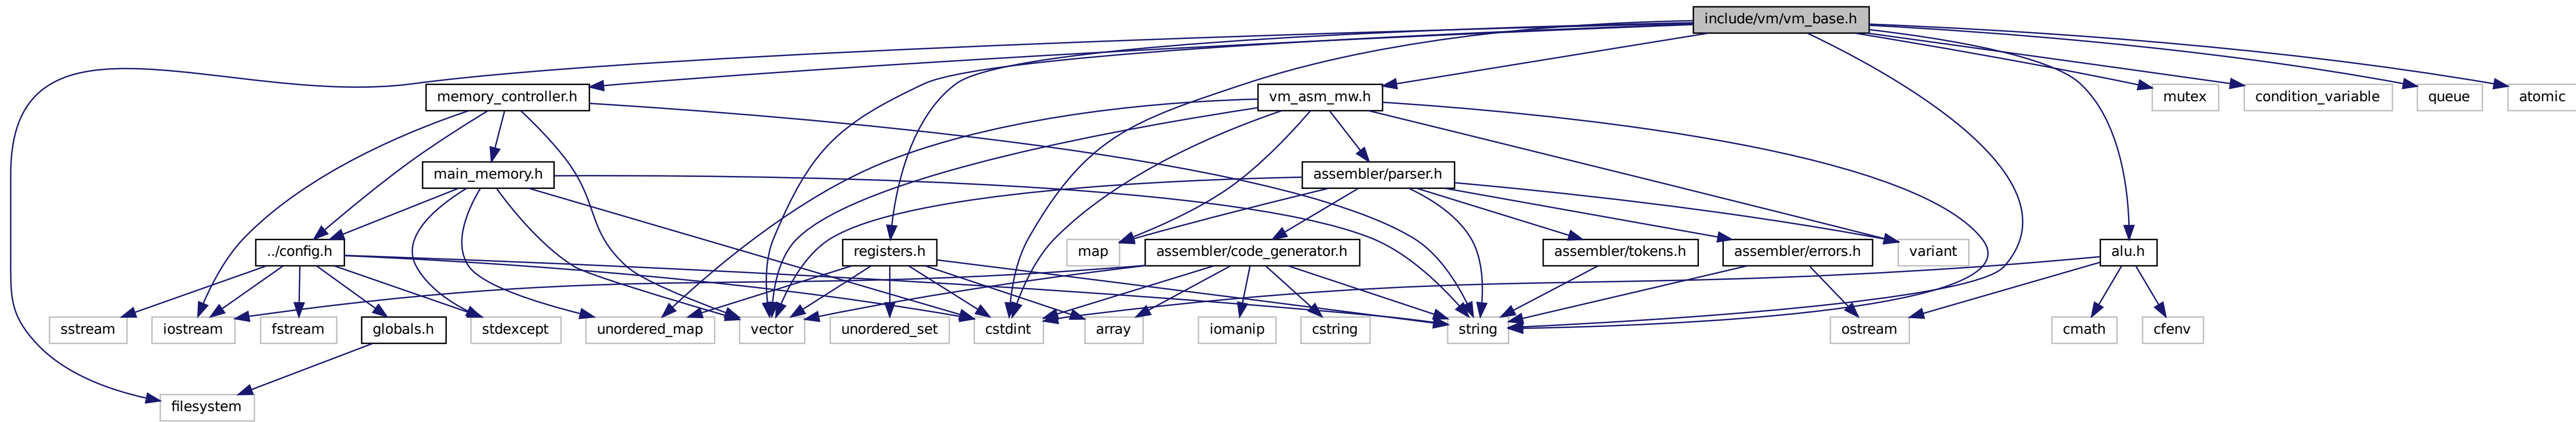 include/vm/vm_base.h
memory_controller.h
vm_asm_mw.h
mutex
condition_variable
queue
atomic
main_memory.h
assembler/parser.h
../config.h
registers.h
map
assembler/code_generator.h
assembler/tokens.h
assembler/errors.h
variant
alu.h
sstream
iostream
fstream
globals.h
stdexcept
unordered_map
vector
unordered_set
cstdint
array
iomanip
cstring
string
ostream
cmath
cfenv
filesystem